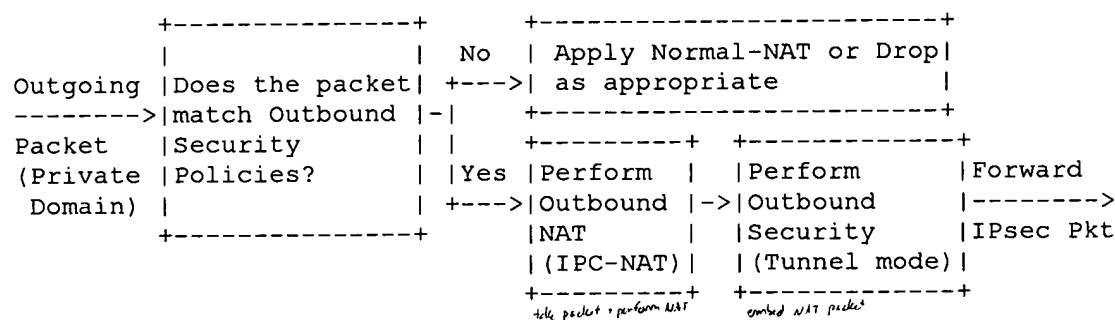 No Apply Normal-NAT or Drop
Outgoing Does the packet as appropriate
match Outbound
Packet Security
(Private Policies? Yes Perform Perform Forward
Domain) Outbound Outbound
NAT Security IPsec Pkt
(IPC-NAT) (Tunnel mode)
take packet + perform NAT embed NAT packet